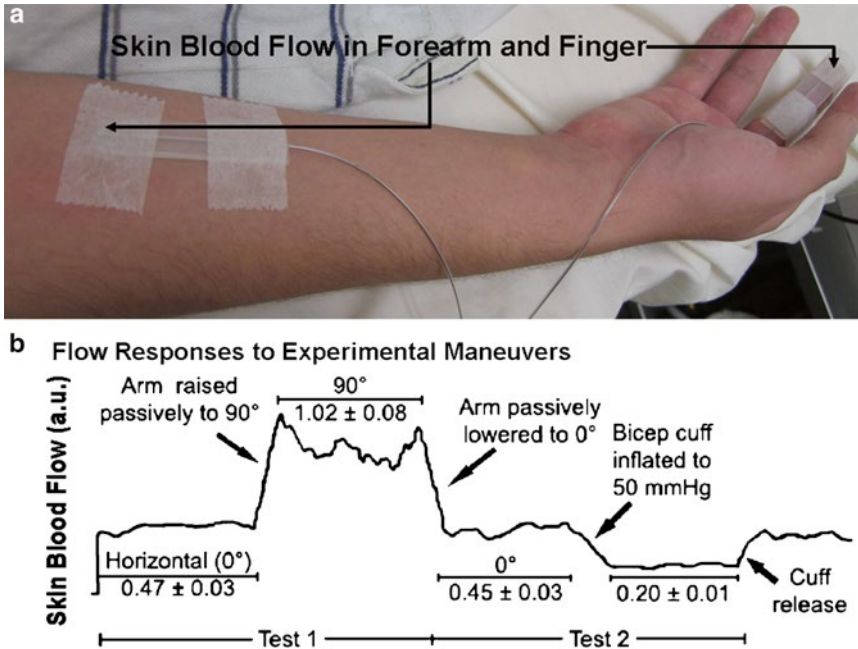 a
Skin Blood Flow in Forearm and Finger
b
Flow Responses to Experimental Maneuvers
Skin Blood Flow (a.u.)
Arm raised
passively to 90°
90°
1.02 ± 0.08
Arm passively
lowered to 0°
Bicep cuff
inflated to
50 mmHg
Horizontal (0°)
0.47 ± 0.03
0°
0.45 ± 0.03
0.20 ± 0.01
Cuff
release
Test 1
Test 2